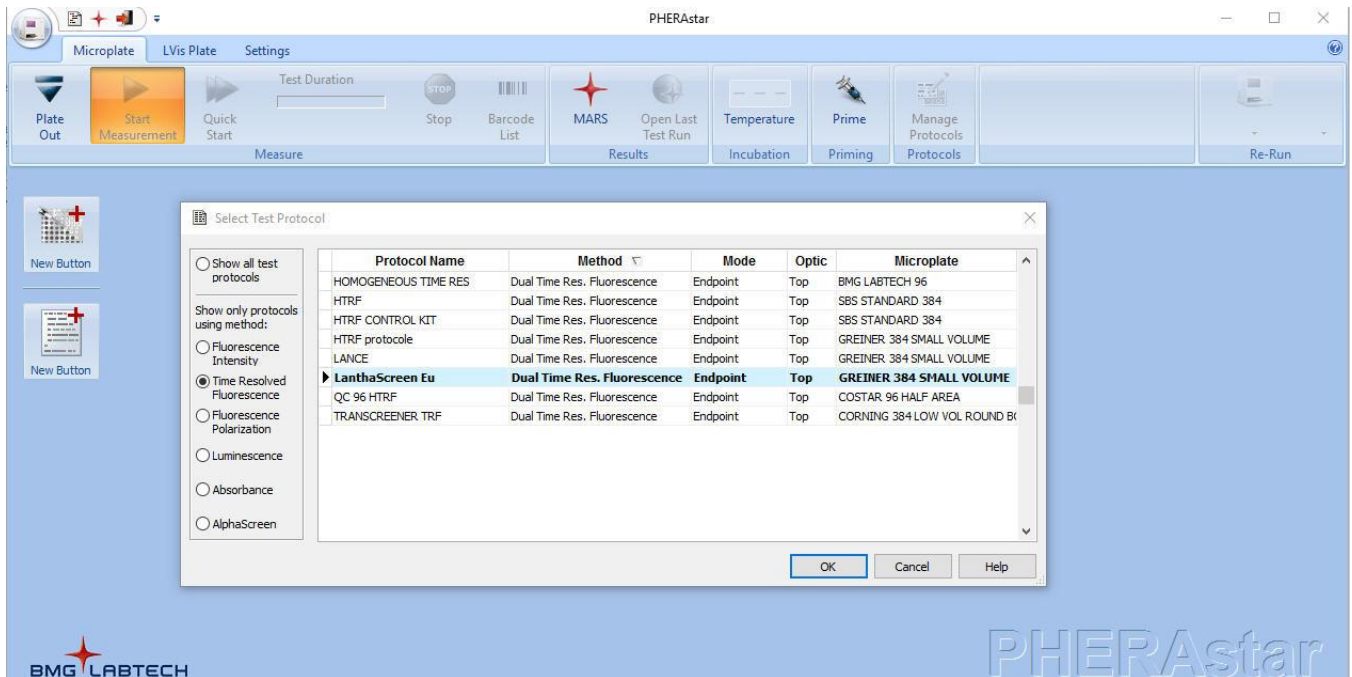 PHERAstar
Microplate LVis Plate Settings
Plate Out
Start Measurement
Quick Start
Test Duration
STOP
Stop
Barcode List
MARS
Open Last Test Run
Temperature
Prime
Manage Protocols
Measure Results Incubation Priming Protocols Re-Run
New Button
New Button
Select Test Protocol
Show all test
protocols
Show only protocols
using method:
Fluorescence
Intensity
Time Resolved
Fluorescence
Fluorescence
Polarization
Luminescence
Absorbance
AlphaScreen
Protocol Name Method Mode Optic Microplate
HOMOGENEOUS TIME RES Dual Time Res. Fluorescence Endpoint Top BMG LABTECH 96
HTRF Dual Time Res. Fluorescence Endpoint Top SBS STANDARD 384
HTRF CONTROL KIT Dual Time Res. Fluorescence Endpoint Top SBS STANDARD 384
HTRF protocole Dual Time Res. Fluorescence Endpoint Top GREINER 384 SMALL VOLUME
LANCE Dual Time Res. Fluorescence Endpoint Top GREINER 384 SMALL VOLUME
LanthaScreen Eu Dual Time Res. Fluorescence Endpoint Top GREINER 384 SMALL VOLUME
QC 96 HTRF Dual Time Res. Fluorescence Endpoint Top COSTAR 96 HALF AREA
TRANSCREENER TRF Dual Time Res. Fluorescence Endpoint Top CORNING 384 LOW VOL ROUND
OK Cancel Help
BMG LABTECH
PHERAstar